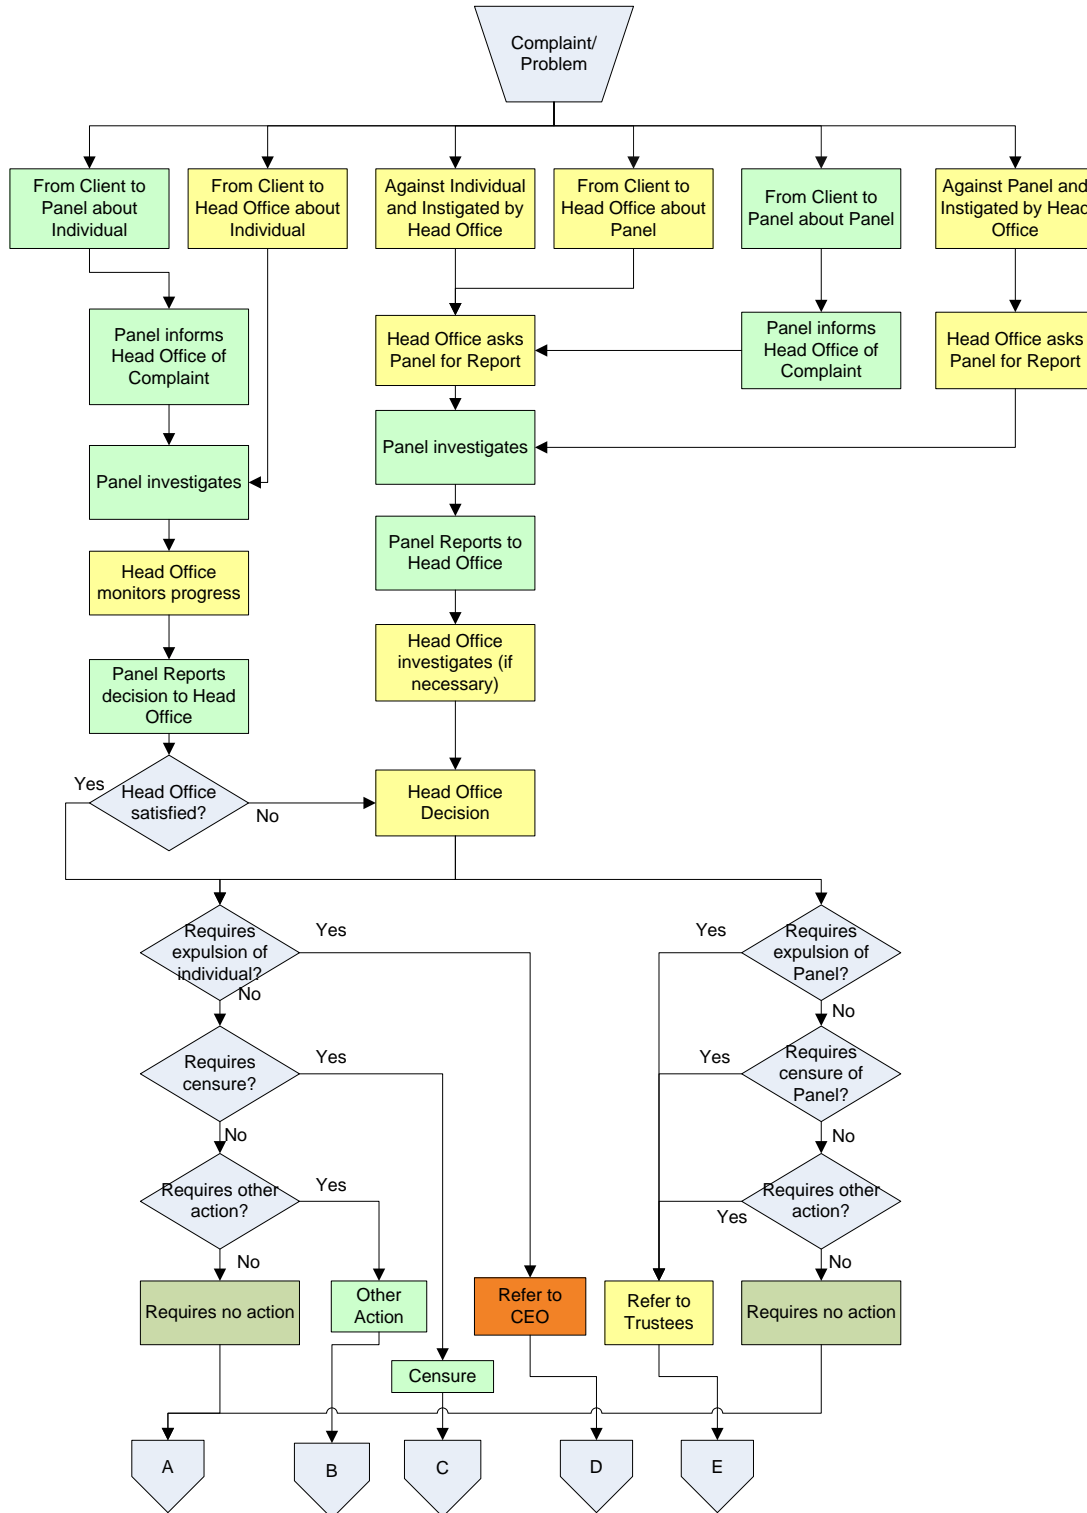 Complaint/
Problem
From Client to
Panel about
Individual
From Client to
Head Office about
Individual
Against Individual
and Instigated by
Head Office
From Client to
Head Office about
Panel
From Client to
Panel about Panel
Against Panel and
Instigated by Head
Office
Panel informs
Head Office of
Complaint
Head Office asks
Panel for Report
Panel informs
Head Office of
Complaint
Head Office asks
Panel for Report
Panel investigates
Panel investigates
Panel Reports to
Head Office
Head Office
monitors progress
Head Office
investigates (if
necessary)
Panel Reports
decision to Head
Office
Yes
Head Office
satisfied?
No
Head Office
Decision
Requires
expulsion of
individual?
Yes
No
Yes
Requires
expulsion of
Panel?
No
Requires
censure?
Yes
No
Yes
Requires
censure of
Panel?
No
Requires other
action?
Yes
No
Requires other
action?
Yes
No
Requires no action
Other
Action
Refer to
CEO
Refer to
Trustees
Requires no action
Censure
A
B
C
D
E